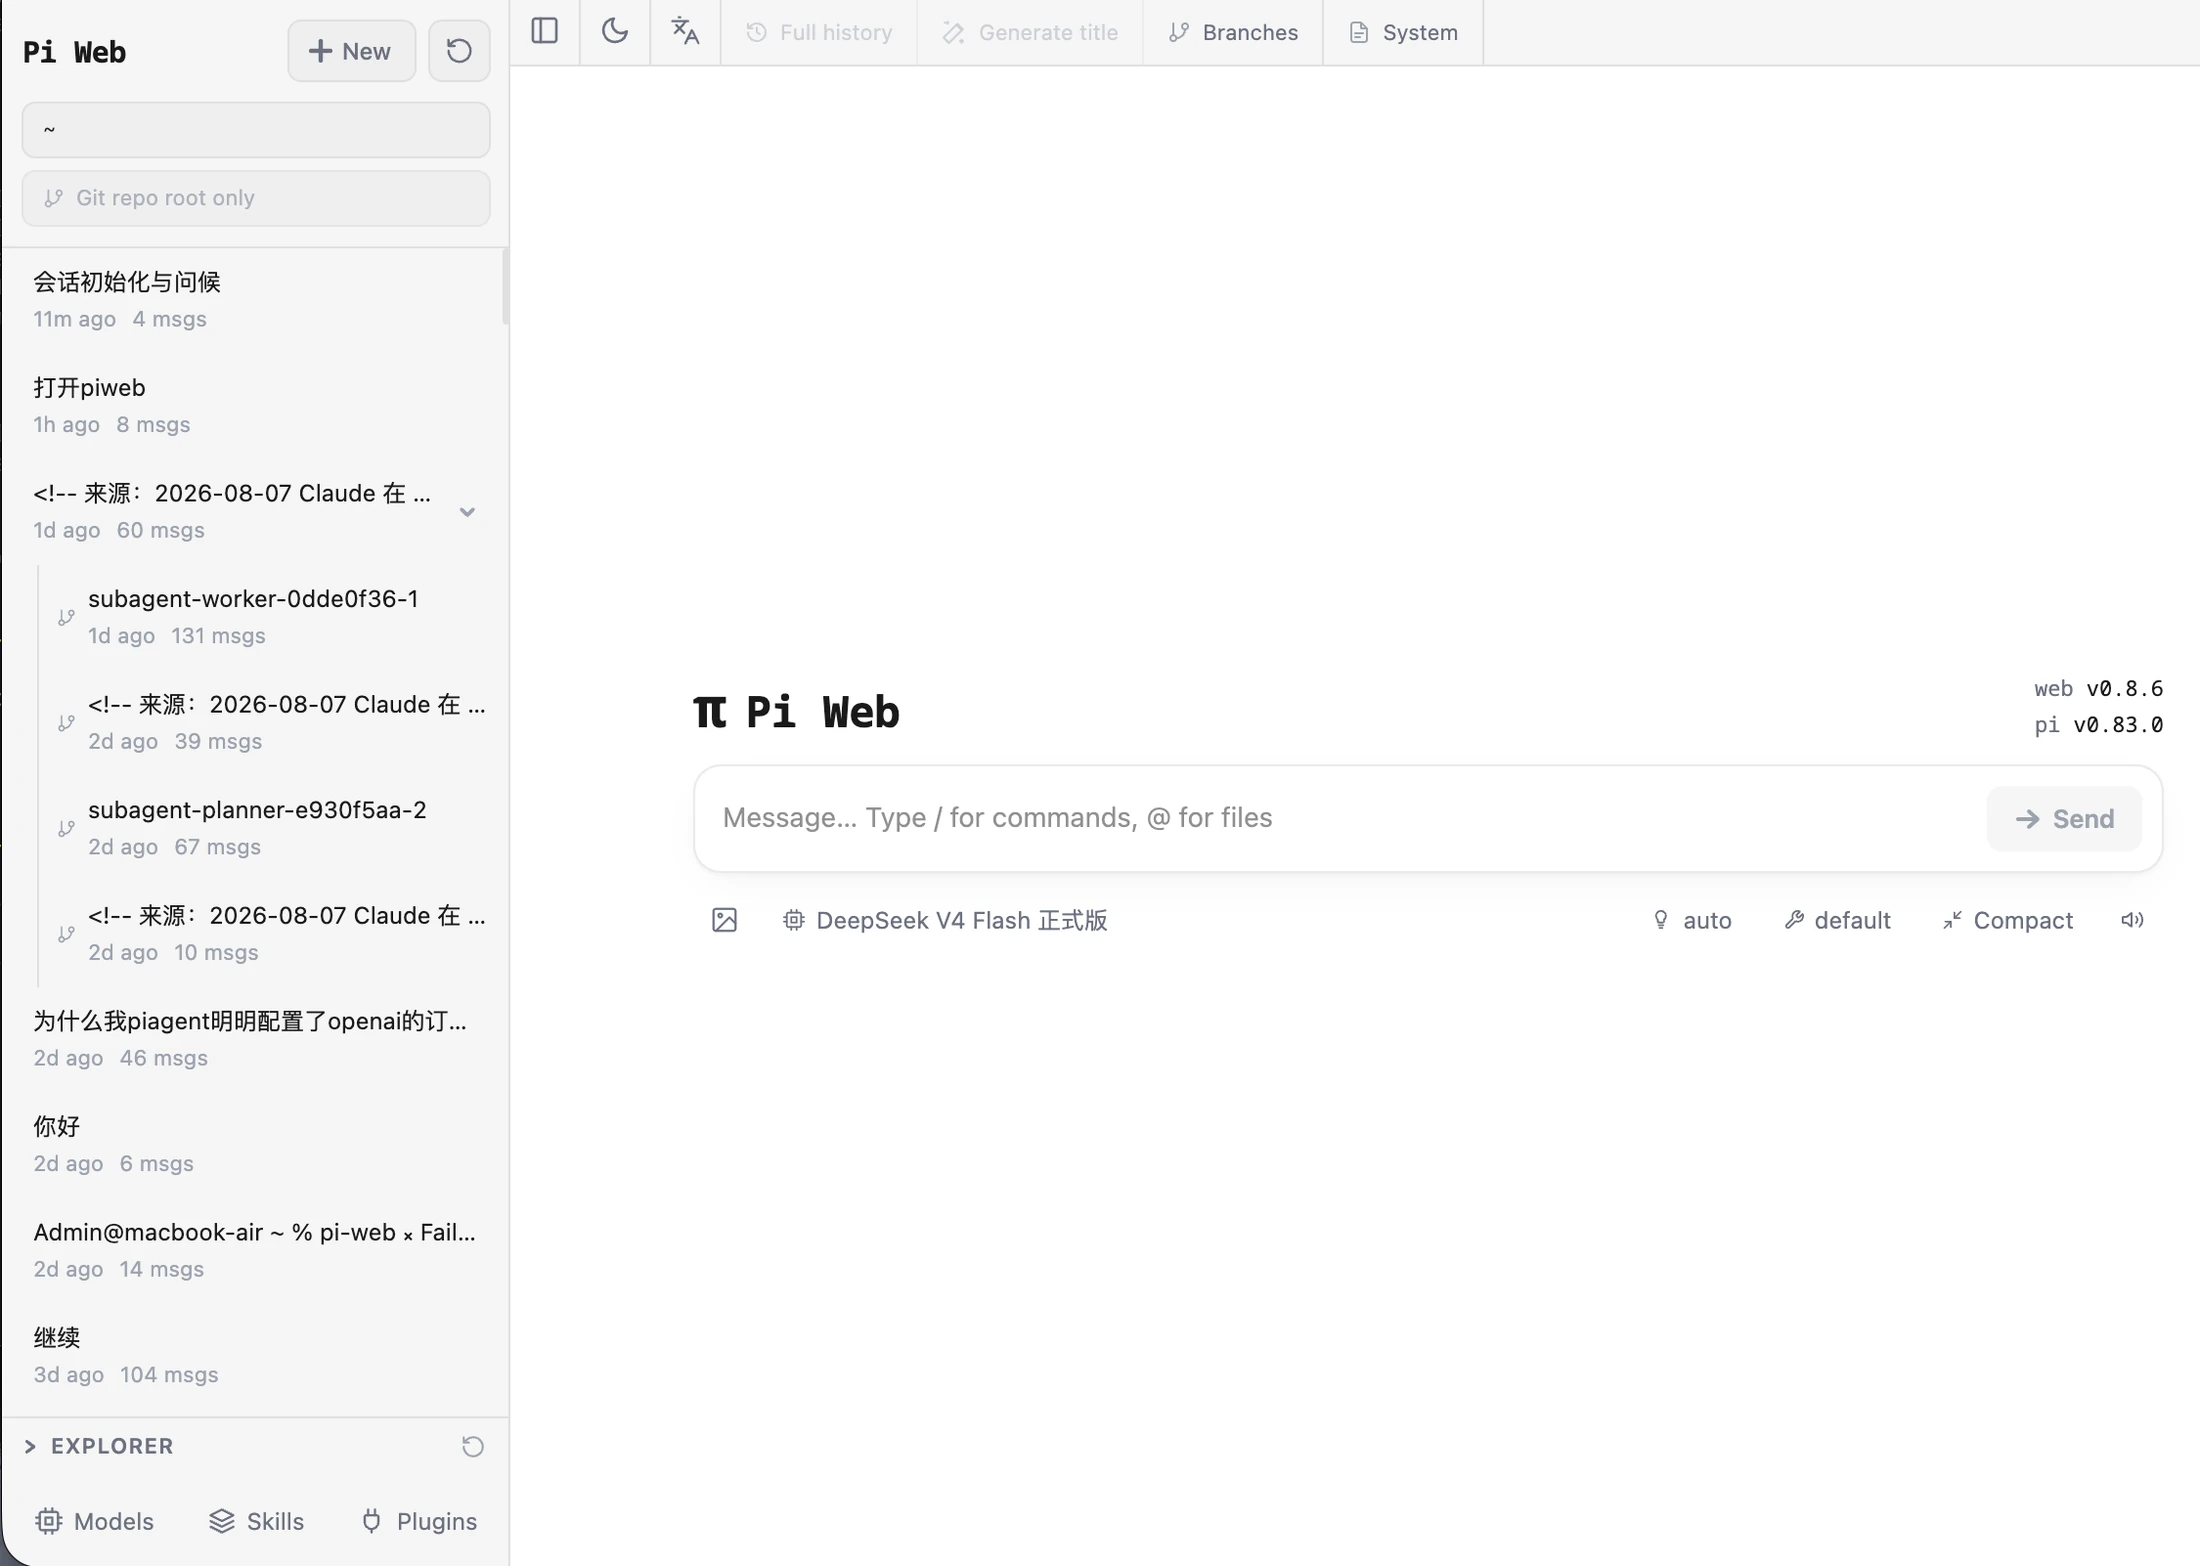 Pi Web
New
~
Git repo root only
会话初始化与问候
11m ago 4 msgs
打开piweb
1h ago 8 msgs
<!-- 来源：2026-08-07 Claude 在 ...
1d ago 60 msgs
subagent-worker-0dde0f36-1
1d ago 131 msgs
<!-- 来源：2026-08-07 Claude 在 ...
2d ago 39 msgs
subagent-planner-e930f5aa-2
2d ago 67 msgs
<!-- 来源：2026-08-07 Claude 在 ...
2d ago 10 msgs
为什么我piagent明明配置了openai的订...
2d ago 46 msgs
你好
2d ago 6 msgs
Admin@macbook-air ~ % pi-web × Fail...
2d ago 14 msgs
继续
3d ago 104 msgs
EXPLORER
Models Skills Plugins
Full history Generate title Branches System
π Pi Web
web v0.8.6
pi v0.83.0
Message... Type / for commands, @ for files
Send
DeepSeek V4 Flash 正式版 auto default Compact